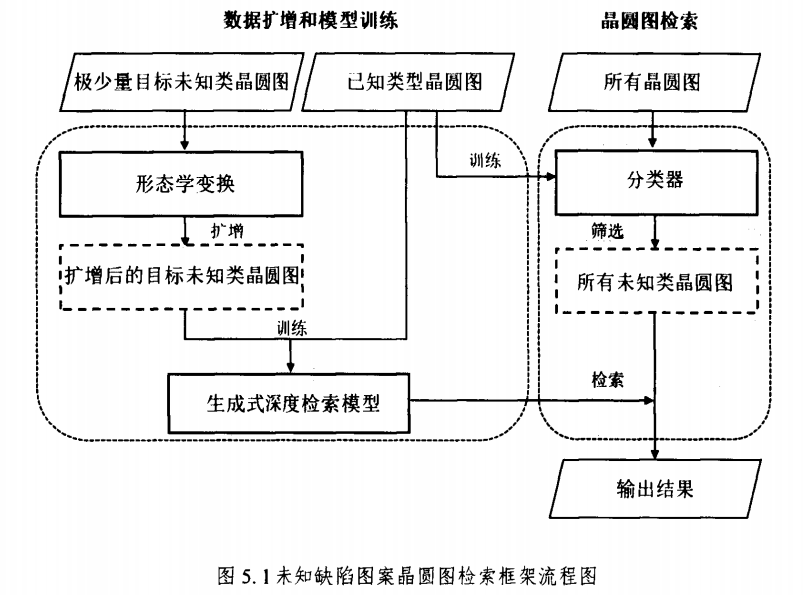 数据扩增和模型训练
晶圆图检索
极少量目标未知类晶圆图
已知类型晶圆图
所有晶圆图
形态学变换
训练
分类器
扩增
筛选
扩增后的目标未知类晶圆图
所有未知类晶圆图
训练
生成式深度检索模型
检索
输出结果
图 5.1 未知缺陷图案晶圆图检索框架流程图